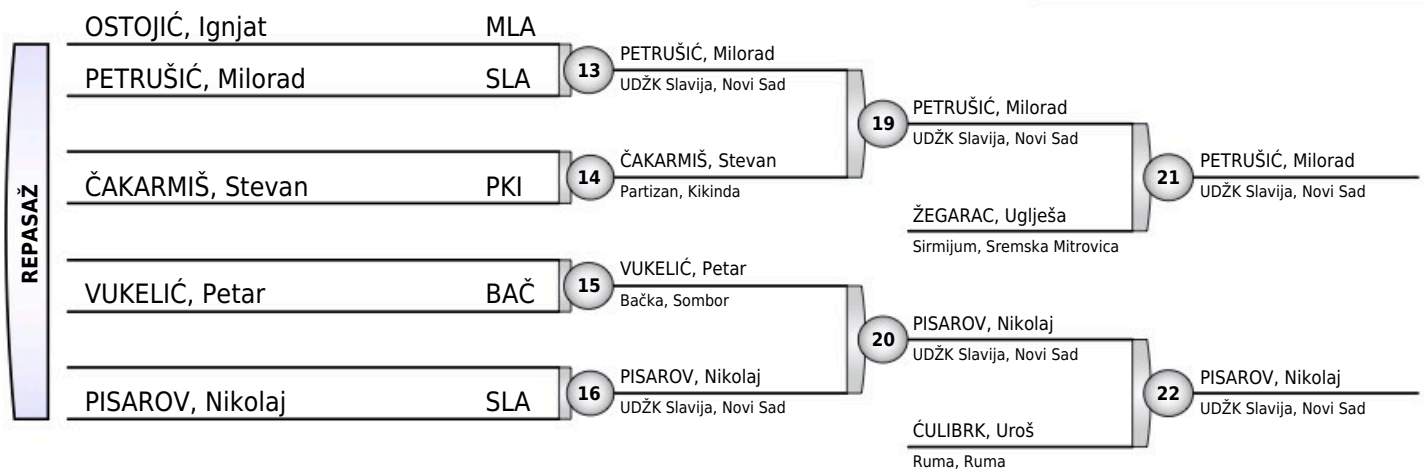 REPASAŽ
OSTOJIĆ, Ignjat MLA
PETRUŠIĆ, Milorad SLA
ČAKARMIŠ, Stevan PKI
VUKELIĆ, Petar BAČ
PISAROV, Nikolaj SLA
13
PETRUŠIĆ, Milorad
UDŽK Slavija, Novi Sad
14
ČAKARMIŠ, Stevan
Partizan, Kikinda
15
VUKELIĆ, Petar
Bačka, Sombor
16
PISAROV, Nikolaj
UDŽK Slavija, Novi Sad
19
PETRUŠIĆ, Milorad
UDŽK Slavija, Novi Sad
ŽEGARAC, Uglješa
Sirmijum, Sremska Mitrovica
20
PISAROV, Nikolaj
UDŽK Slavija, Novi Sad
ĆULIBRK, Uroš
Ruma, Ruma
21
PETRUŠIĆ, Milorad
UDŽK Slavija, Novi Sad
22
PISAROV, Nikolaj
UDŽK Slavija, Novi Sad